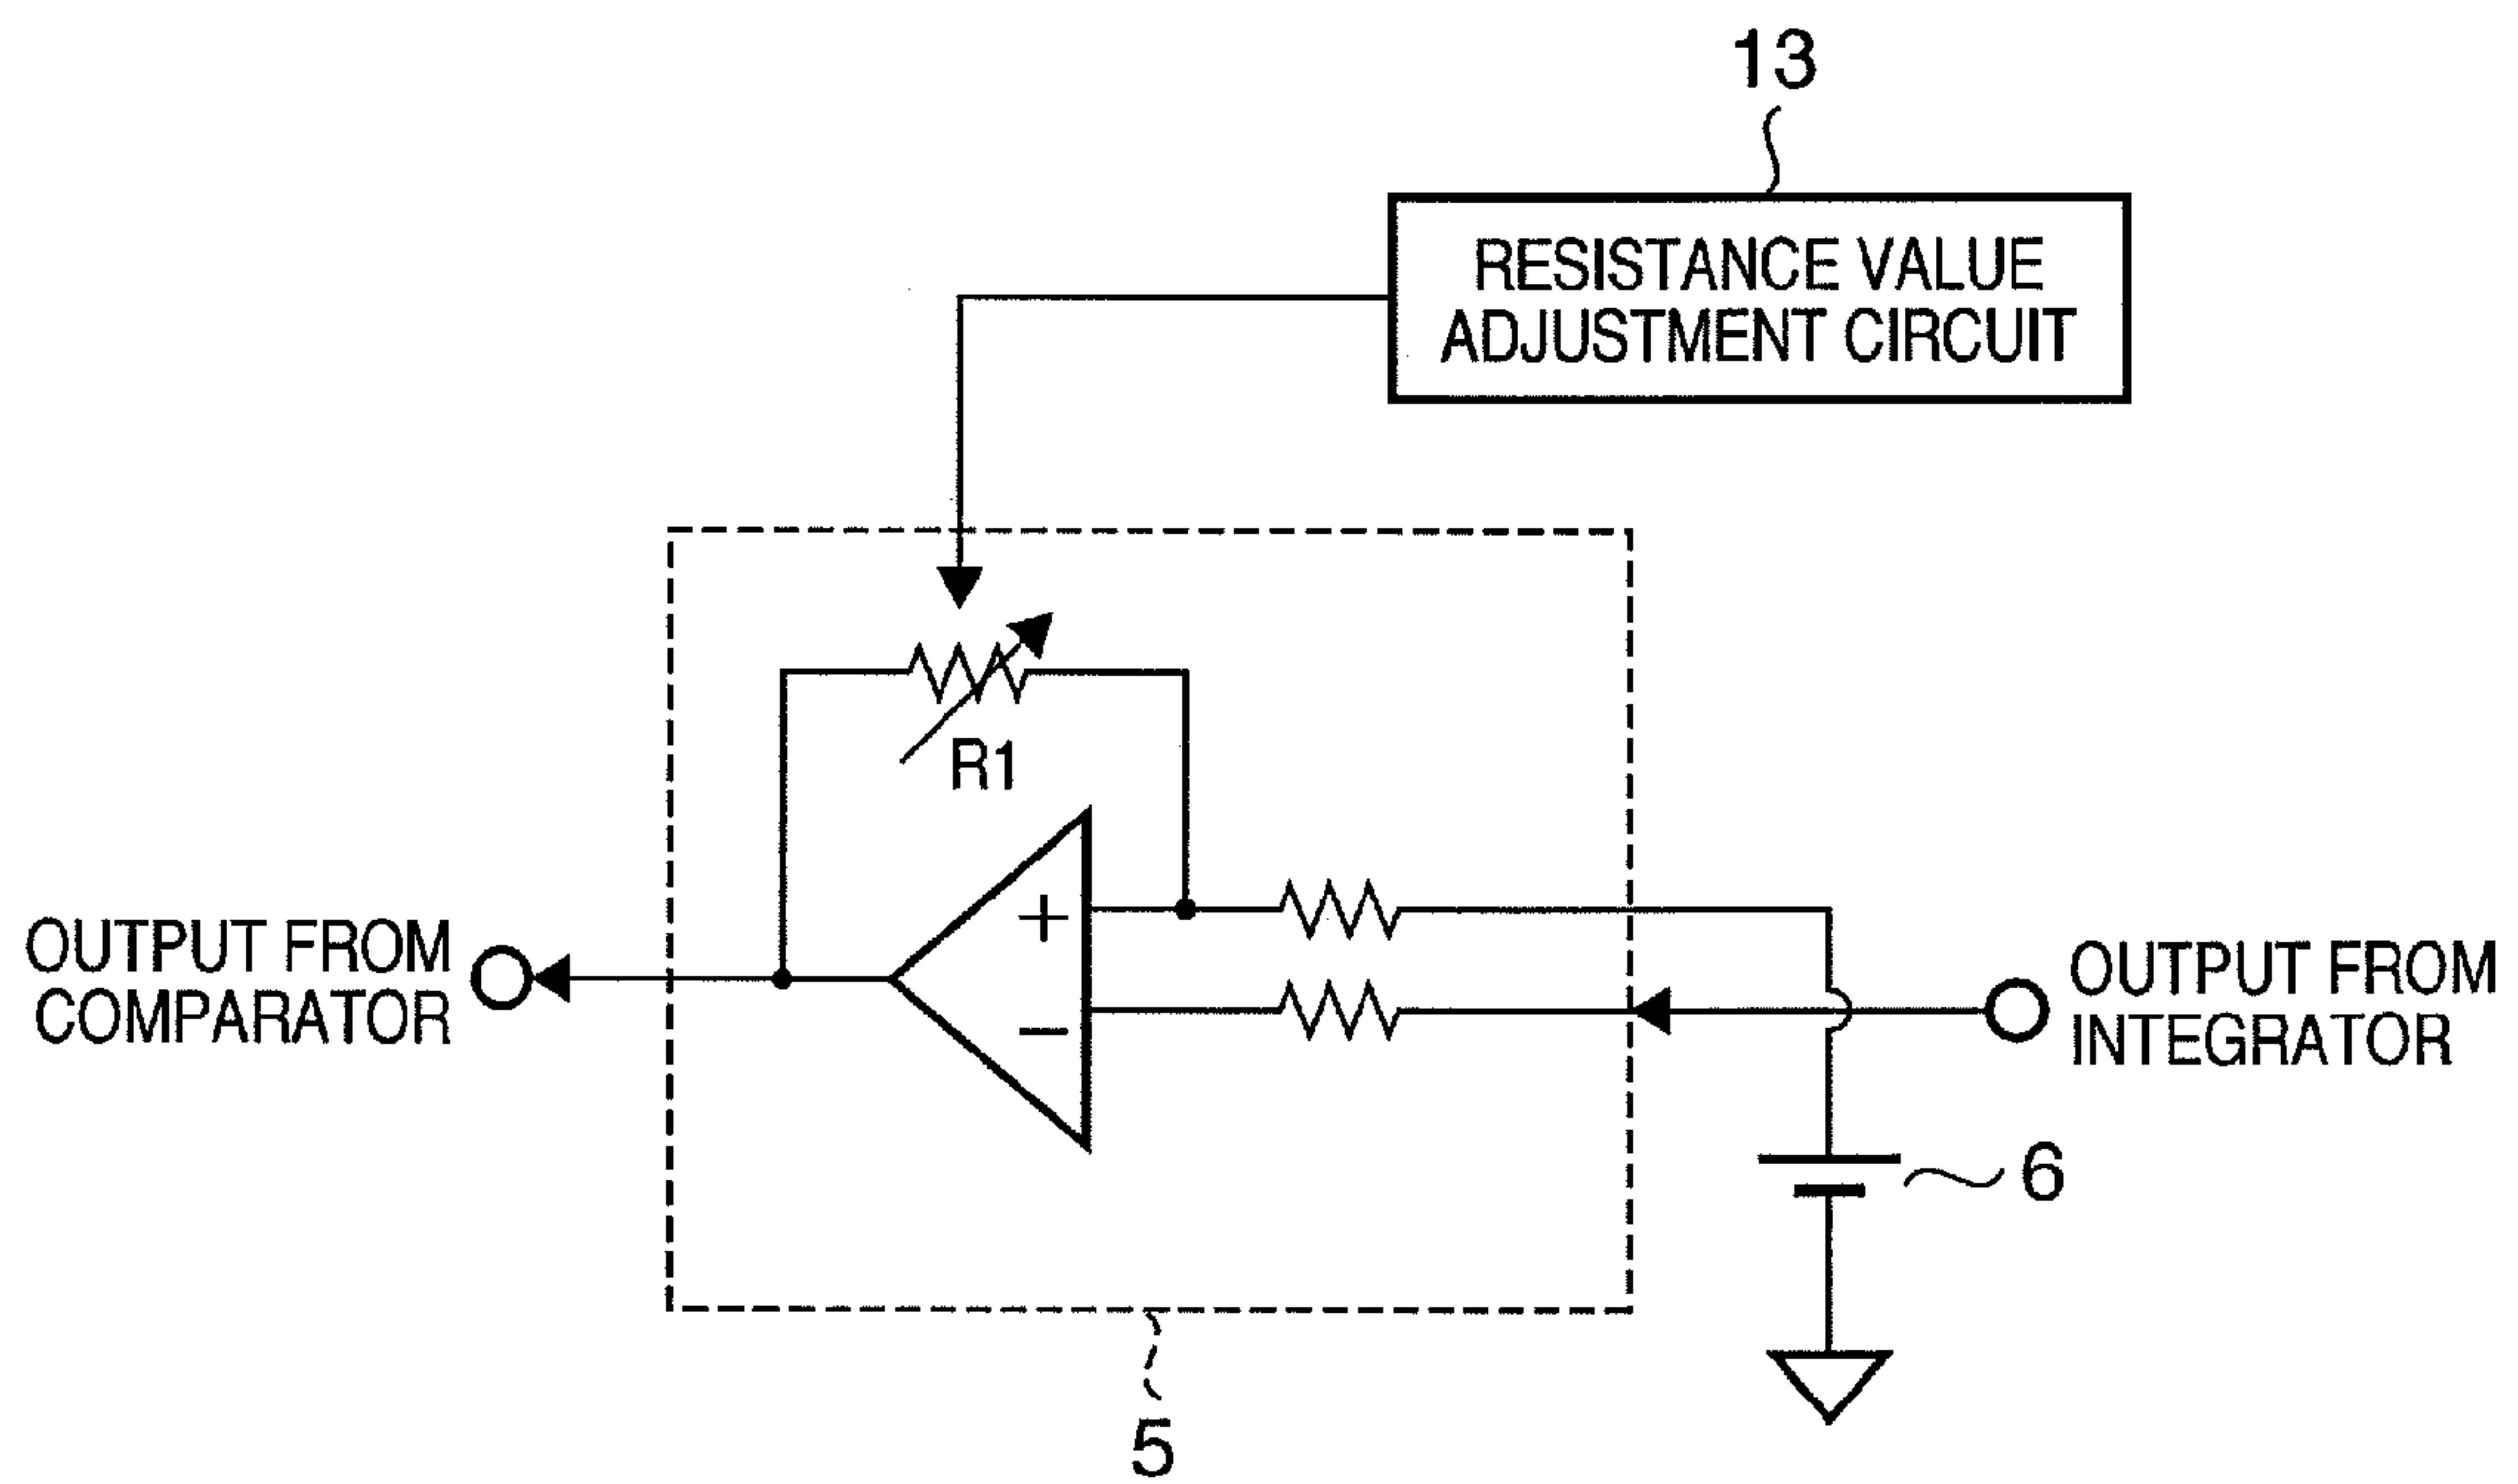 13
RESISTANCE VALUE
ADJUSTMENT CIRCUIT
R1
+
−
OUTPUT FROM
COMPARATOR
OUTPUT FROM
INTEGRATOR
6
5